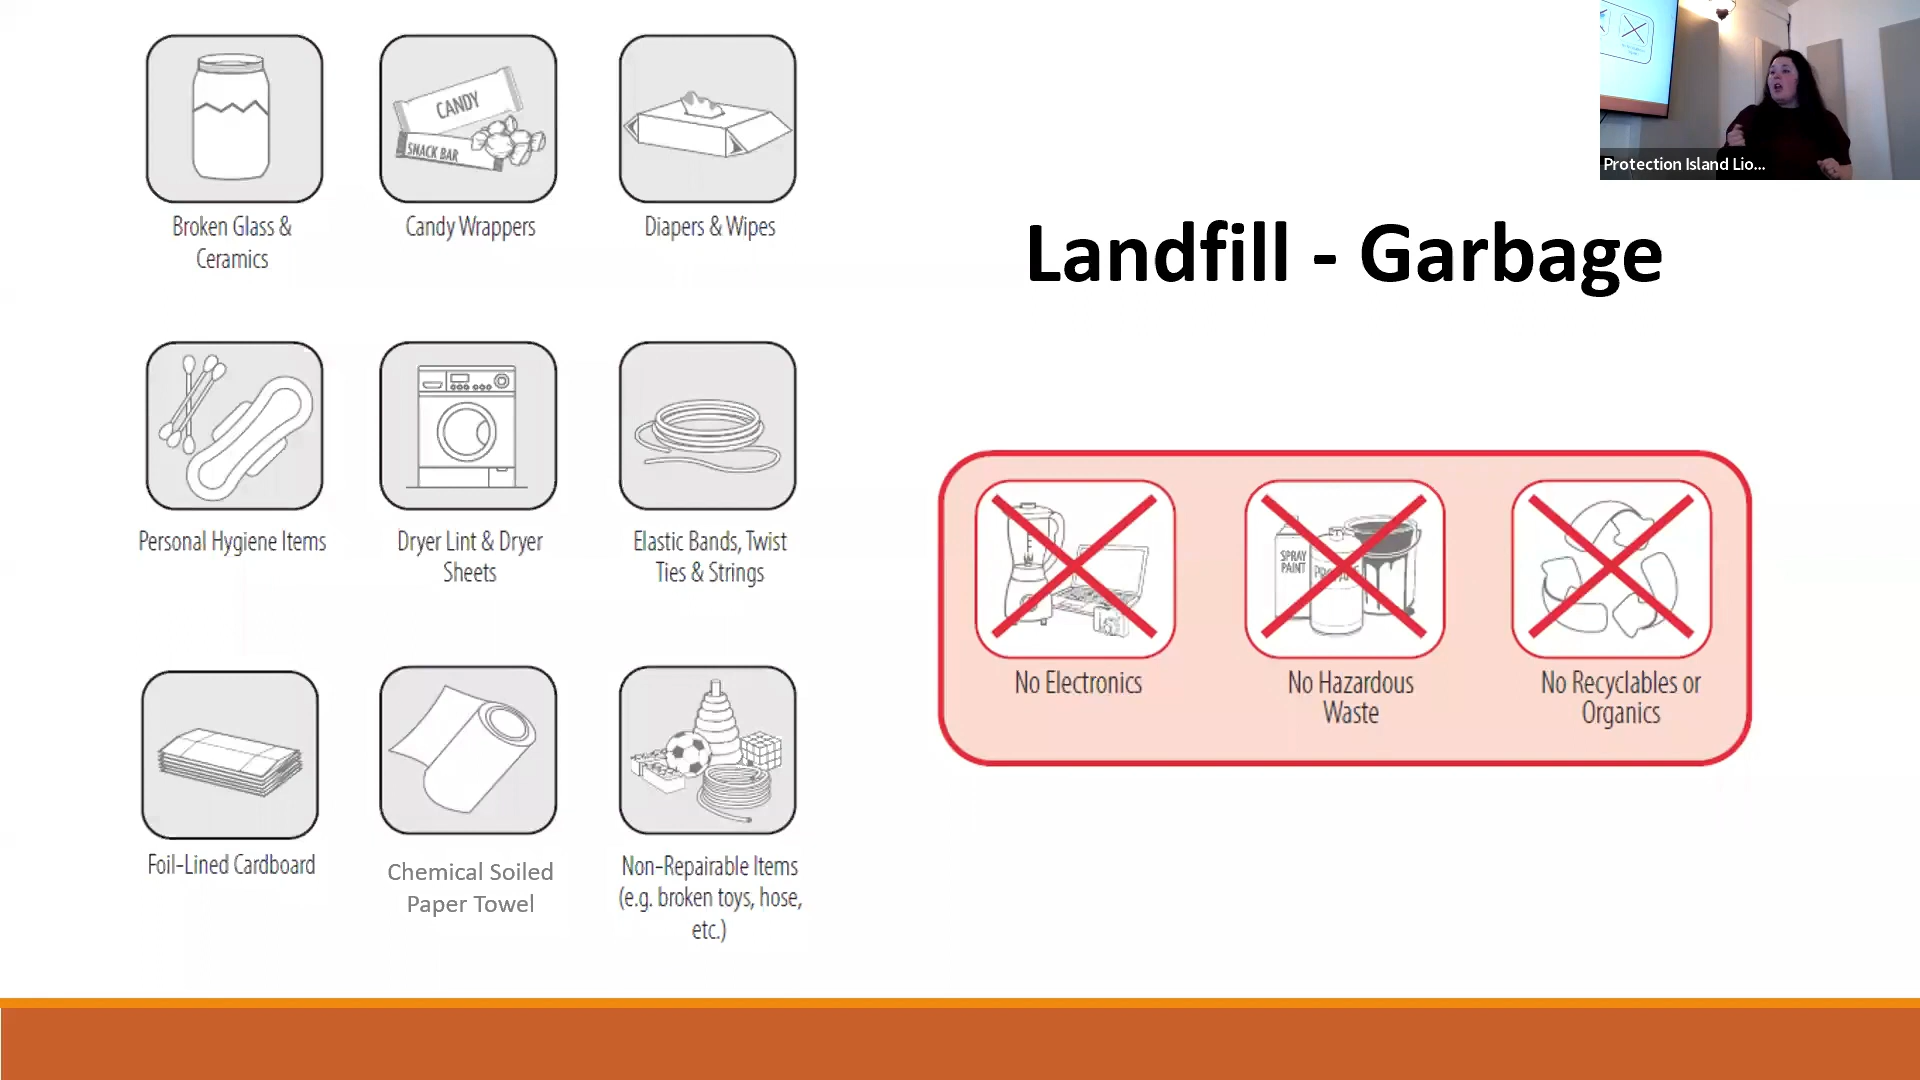 Protection Island Lio...
Landfill - Garbage
CANDY
SNACK BAR
Broken Glass &
Ceramics
Candy Wrappers
Diapers & Wipes
Personal Hygiene Items
Dryer Lint & Dryer
Sheets
Elastic Bands, Twist
Ties & Strings
Foil-Lined Cardboard
Chemical Soiled
Paper Towel
Non-Repairable Items
(e.g. broken toys, hose,
etc.)
SPRAY
PAINT
PROPANE
No Electronics
No Hazardous
Waste
No Recyclables or
Organics